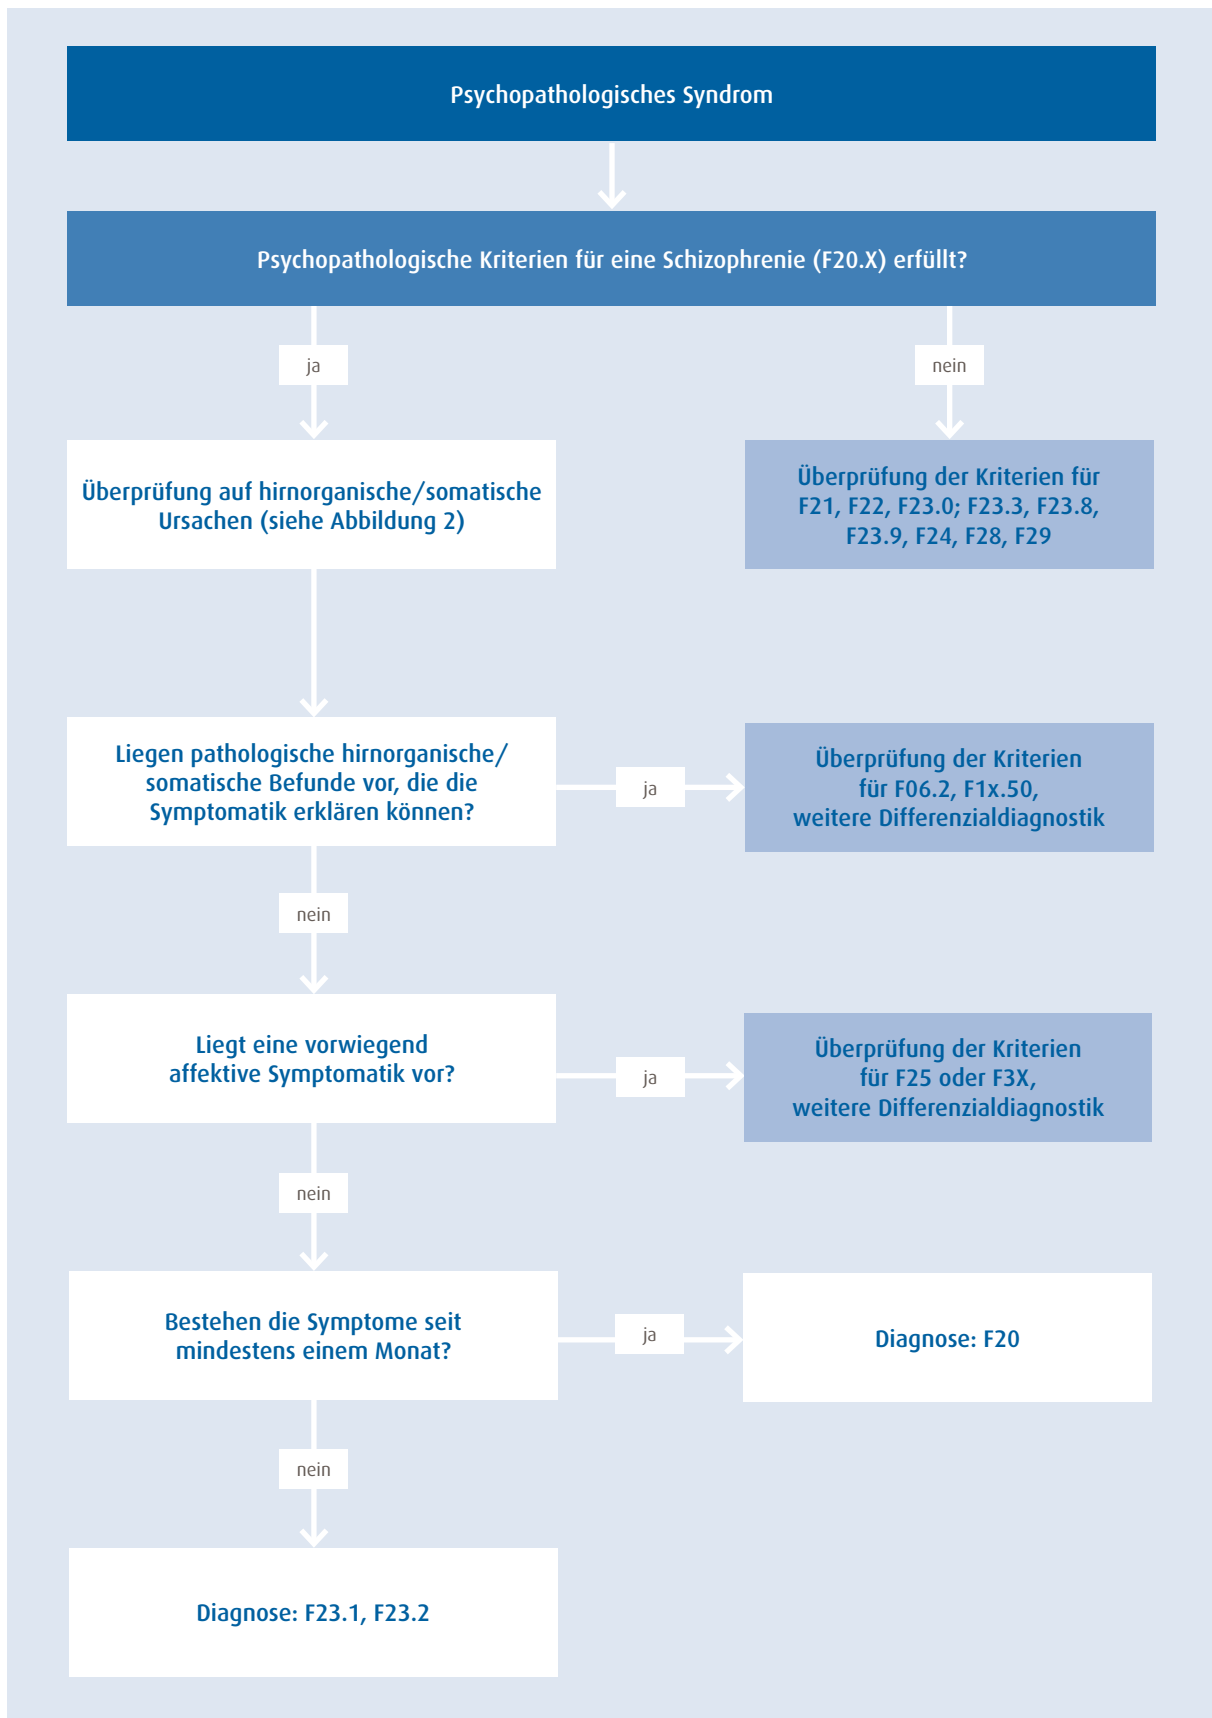 Psychopathologisches Syndrom
Psychopathologische Kriterien für eine Schizophrenie (F20.X) erfüllt?
ja
nein
Überprüfung auf hirnorganische/somatische
Ursachen (siehe Abbildung 2)
Überprüfung der Kriterien für
F21, F22, F23.0; F23.3, F23.8,
F23.9, F24, F28, F29
Liegen pathologische hirnorganische/
somatische Befunde vor, die die
Symptomatik erklären können?
ja
Überprüfung der Kriterien
für F06.2, F1x.50,
weitere Differenzialdiagnostik
nein
Liegt eine vorwiegend
affektive Symptomatik vor?
ja
Überprüfung der Kriterien
für F25 oder F3X,
weitere Differenzialdiagnostik
nein
Bestehen die Symptome seit
mindestens einem Monat?
ja
Diagnose: F20
nein
Diagnose: F23.1, F23.2